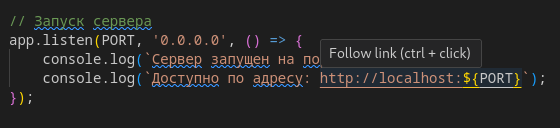 // Запуск сервера
app.listen(PORT, '0.0.0.0', () => {
console.log(`Сервер запущен на по
Follow link (ctrl + click)
console.log(`Доступно по адресу: http://localhost:${PORT}`);
});